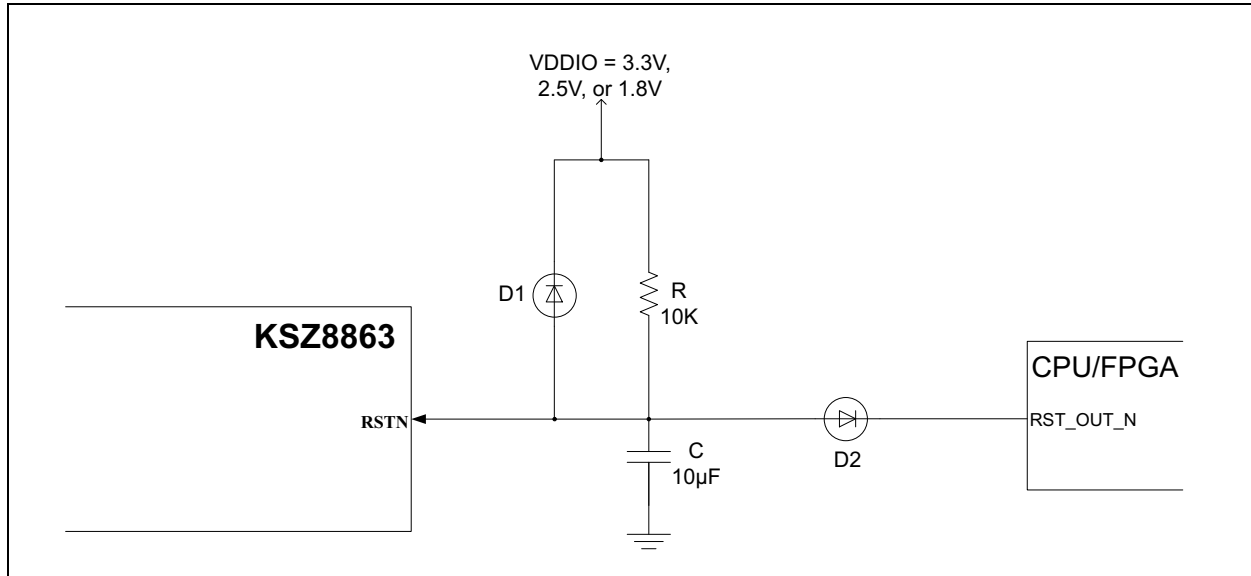 VDDIO = 3.3V,
2.5V, or 1.8V
D1
R
10K
KSZ8863
CPU/FPGA
RSTN
RST_OUT_N
D2
C
10µF